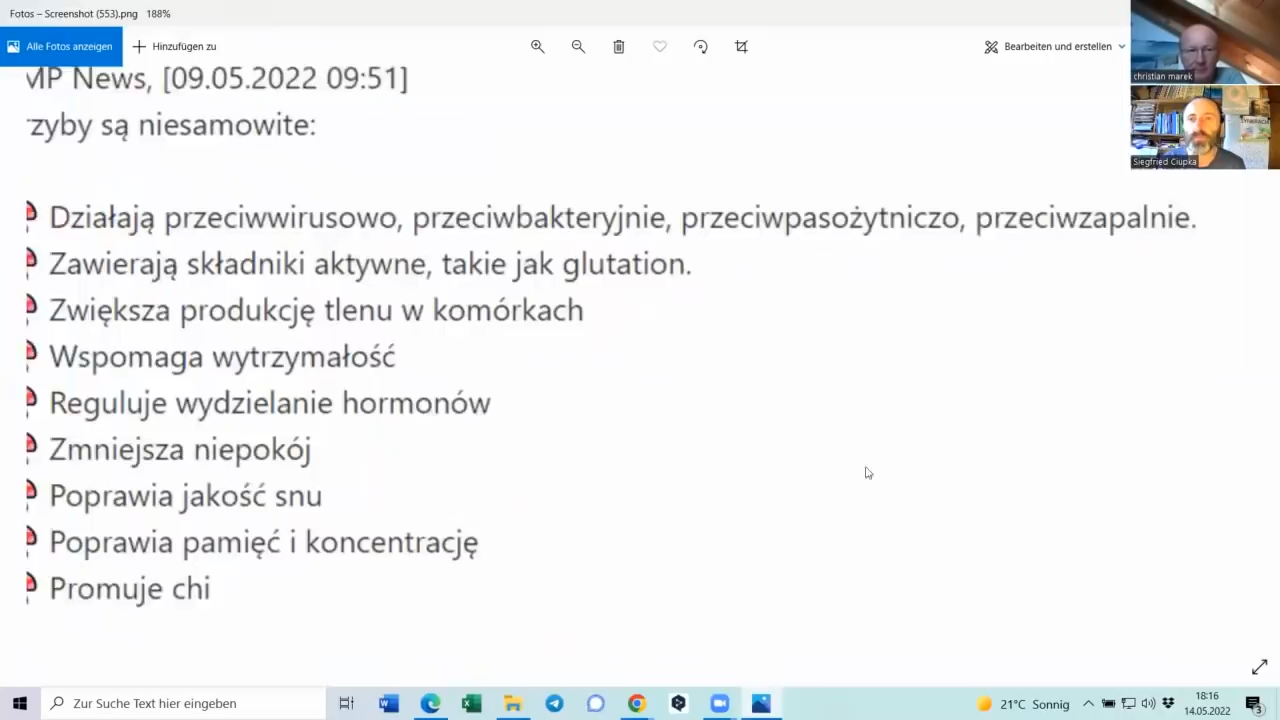 Fotos – Screenshot (553).png 188%
Alle Fotos anzeigen
Hinzufügen zu
Bearbeiten und erstellen
christian marek
Siegfried Ciupka
MP News, [09.05.2022 09:51]
rzyby są niesamowite:
Działają przeciwwirusowo, przeciwbakteryjnie, przeciwpasożytniczo, przeciwzapalnie.
Zawierają składniki aktywne, takie jak glutation.
Zwiększa produkcję tlenu w komórkach
Wspomaga wytrzymałość
Reguluje wydzielanie hormonów
Zmniejsza niepokój
Poprawia jakość snu
Poprawia pamięć i koncentrację
Promuje chi
Zur Suche Text hier eingeben
21°C Sonnig
18:16
14.05.2022
3